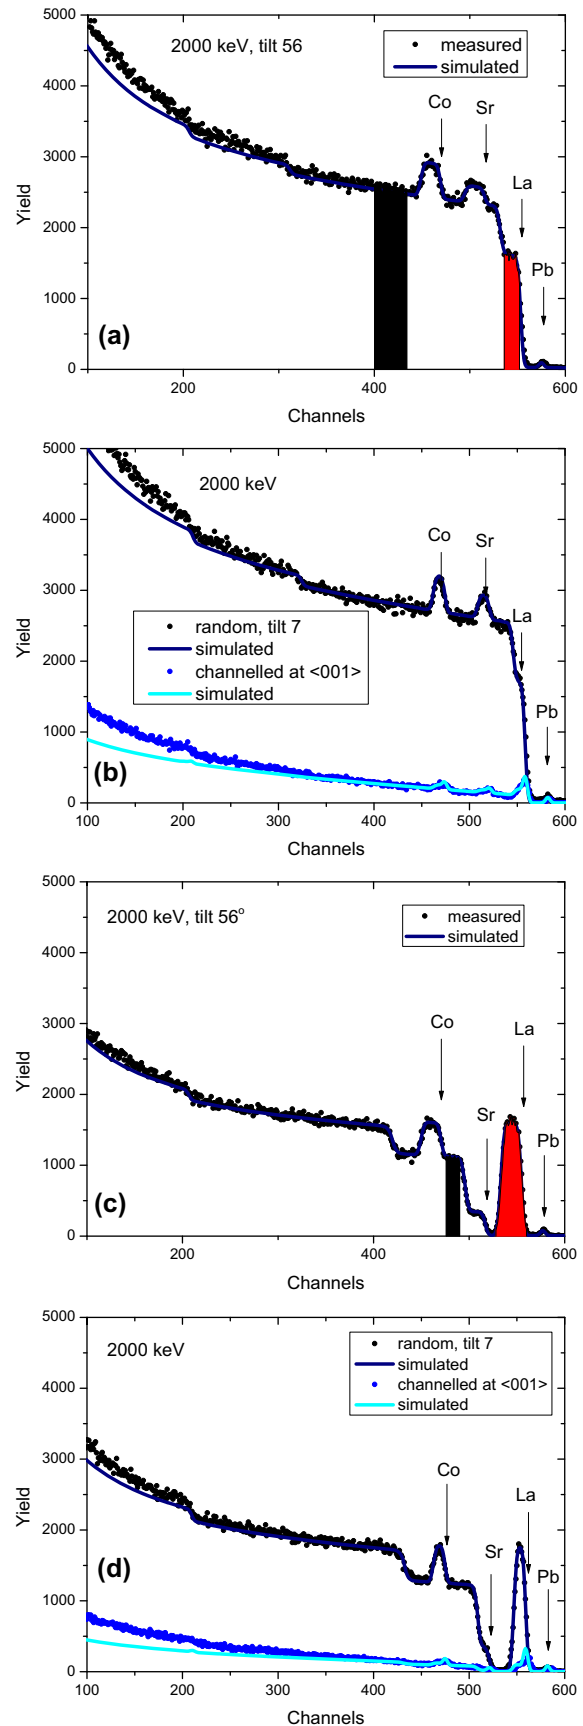 5000
2000 keV, tilt 56
measured
simulated
4000
Co
Sr
3000
La
2000
Pb
1000
(a)
0
200
400
600
Yield
Channels
5000
2000 keV
4000
Co
Sr
3000
La
random, tilt 7
simulated
channelled at <001>
simulated
2000
1000
Pb
(b)
0
100
200
300
400
500
600
Yield
Channels
5000
2000 keV, tilt 56°
measured
simulated
4000
3000
Co
La
2000
Sr
Pb
1000
(c)
0
200
400
600
Yield
Channels
5000
2000 keV
random, tilt 7
simulated
channelled at <001>
simulated
4000
3000
Co
La
2000
Sr
Pb
1000
(d)
0
100
200
300
400
500
600
Yield
Channels